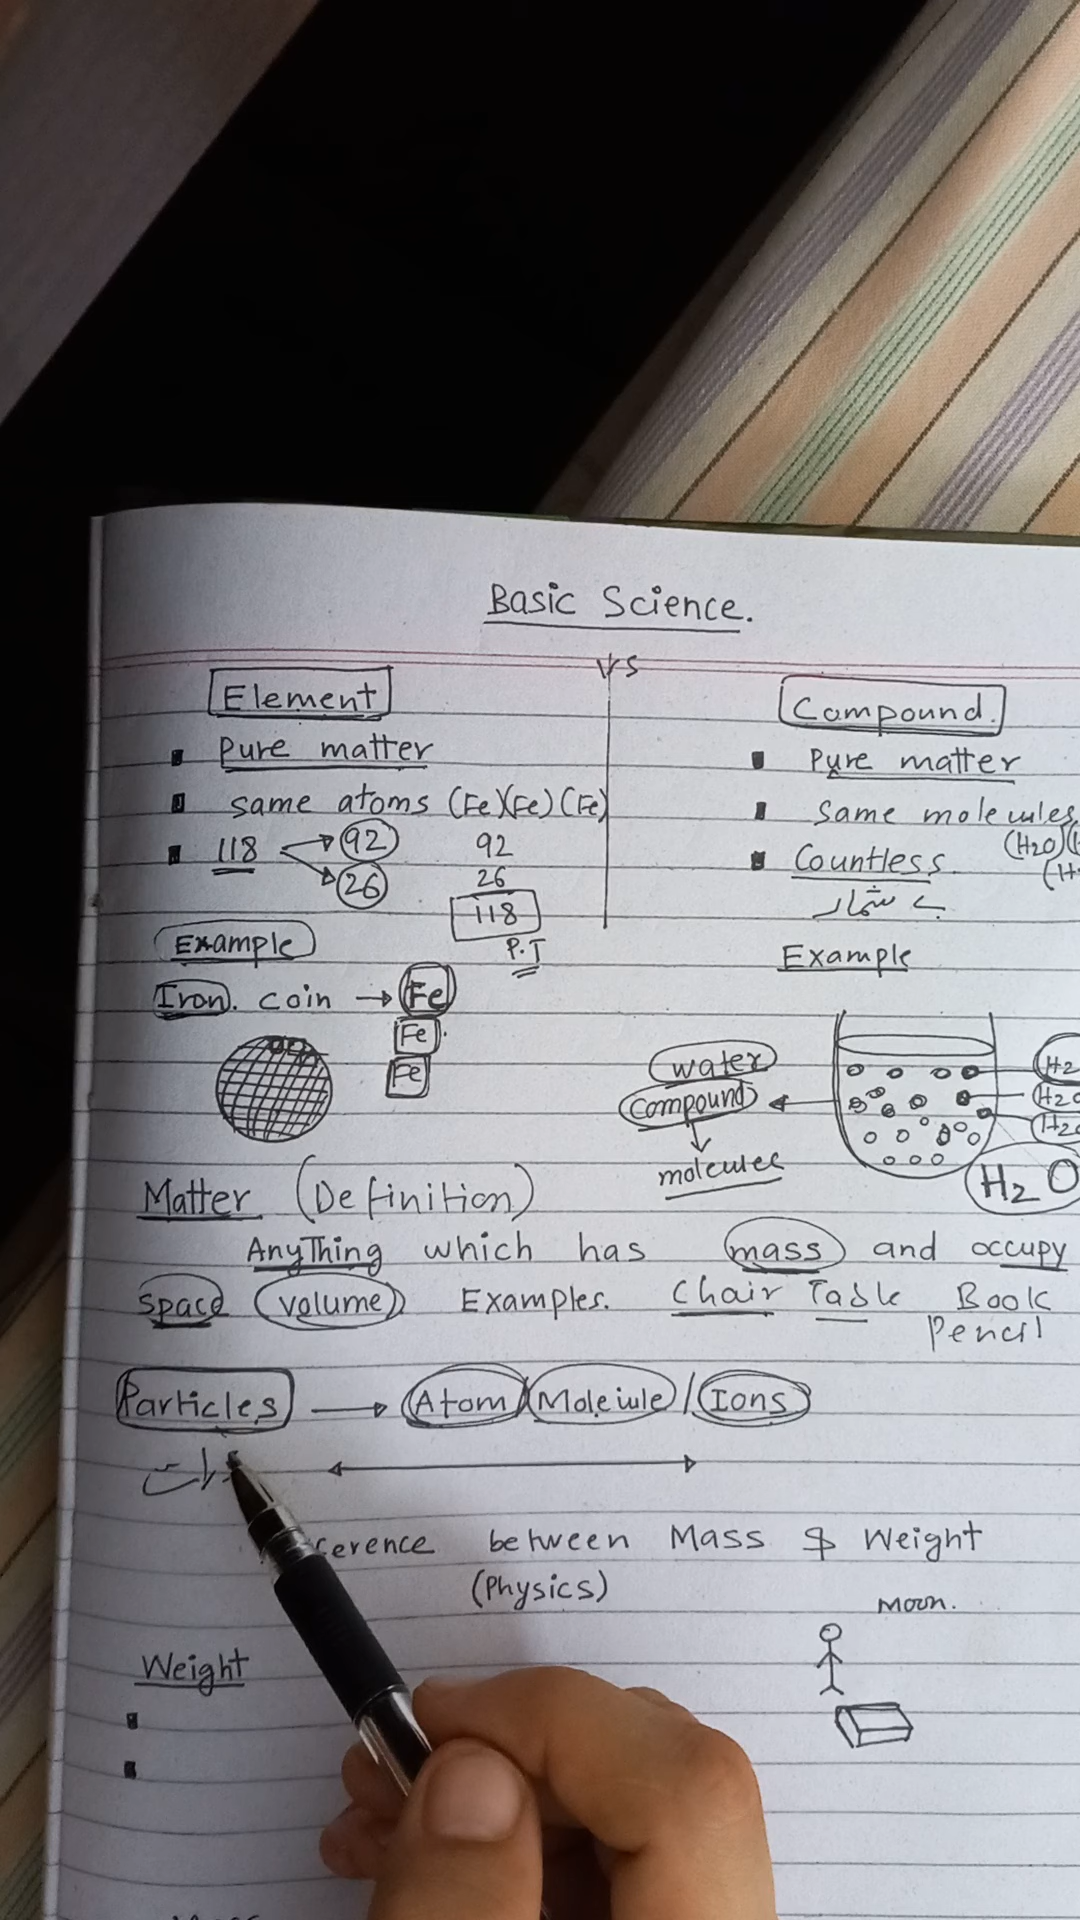 Basic Science.
VS
Element
Pure matter
same atoms (Fe)(Fe)(Fe)
118 92
26
92
26
118
P.T
Example
Iron. coin → Fe
Fe
Fe
Compound.
Pure matter
Same molecules
(H2O)
Countless
بے شمار
Example
water
Compound
molecules
H2
H2O
H2O
H2O
Matter (Definition)
AnyThing which has mass and occupy
space (volume) Examples. Chair Table Book
Pencil
Particles → Atom/Molecule/Ions
between Mass & Weight
(Physics)
Moon.
Weight